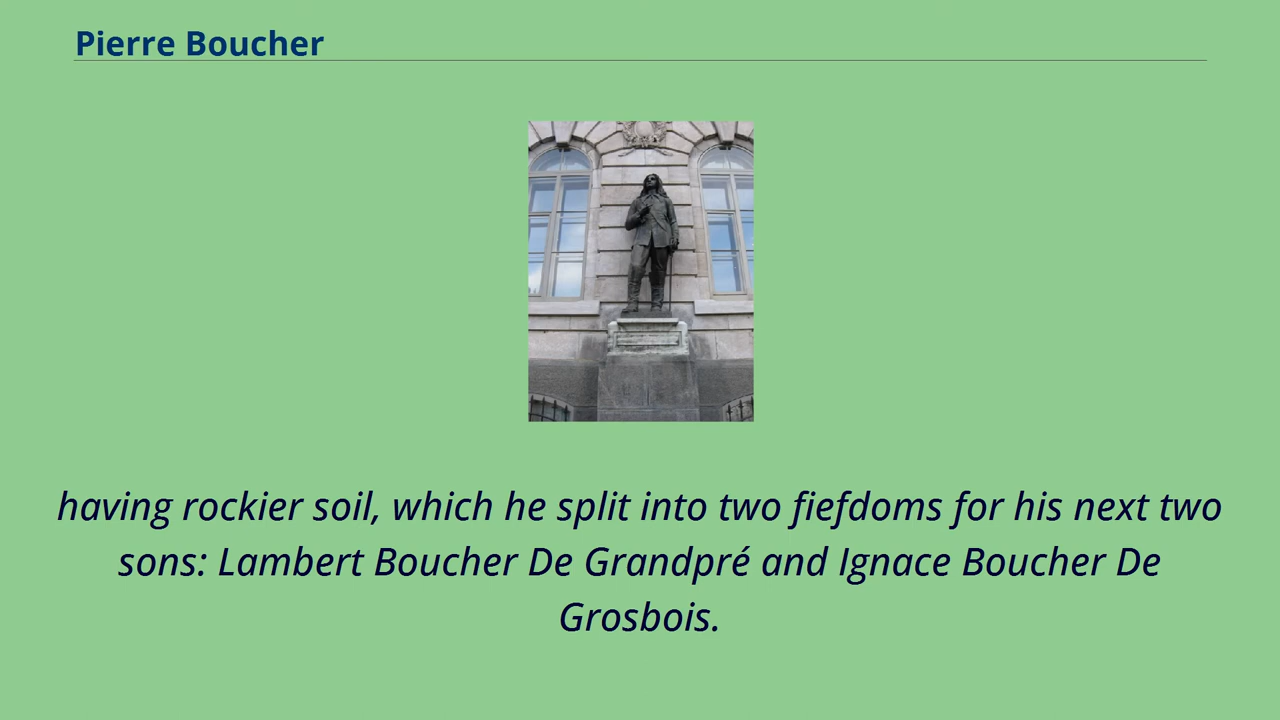 Pierre Boucher
having rockier soil, which he split into two fiefdoms for his next two
sons: Lambert Boucher De Grandpré and Ignace Boucher De
Grosbois.